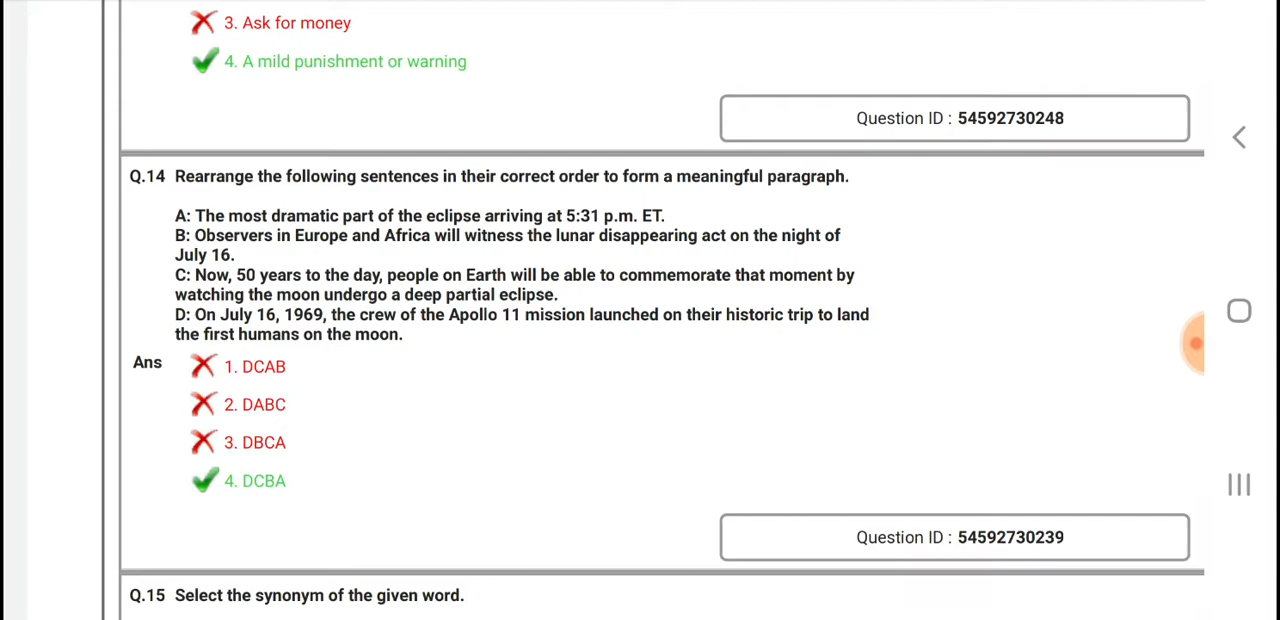 3. Ask for money
4. A mild punishment or warning
Question ID : 54592730248
Q.14 Rearrange the following sentences in their correct order to form a meaningful paragraph.
A: The most dramatic part of the eclipse arriving at 5:31 p.m. ET.
B: Observers in Europe and Africa will witness the lunar disappearing act on the night of
July 16.
C: Now, 50 years to the day, people on Earth will be able to commemorate that moment by
watching the moon undergo a deep partial eclipse.
D: On July 16, 1969, the crew of the Apollo 11 mission launched on their historic trip to land
the first humans on the moon.
Ans 1. DCAB
2. DABC
3. DBCA
4. DCBA
Question ID : 54592730239
Q.15 Select the synonym of the given word.